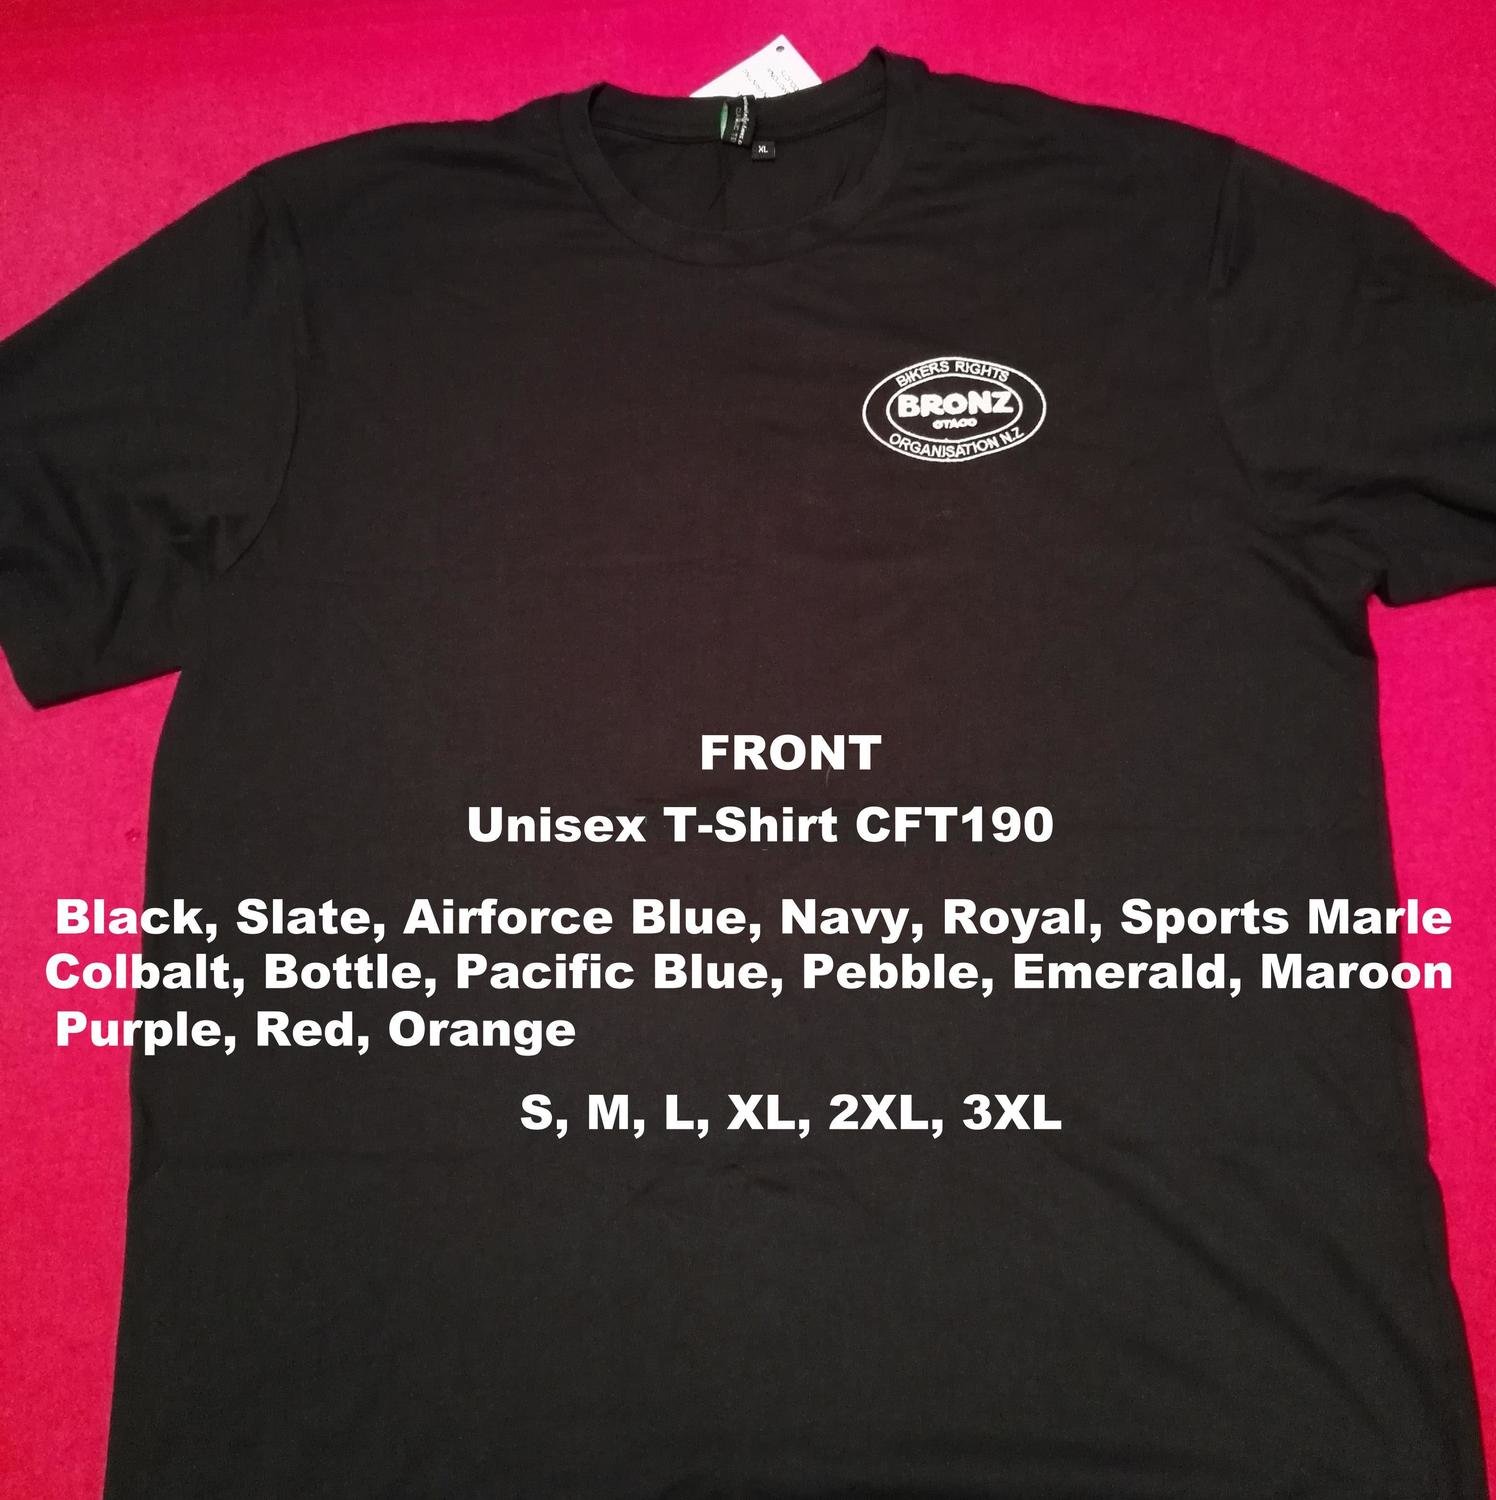 XL
BIKERS RIGHTS
BRONZ
OTAGO
ORGANISATION N.Z
FRONT
Unisex T-Shirt CFT190
Black, Slate, Airforce Blue, Navy, Royal, Sports Marle
Colbalt, Bottle, Pacific Blue, Pebble, Emerald, Maroon
Purple, Red, Orange
S, M, L, XL, 2XL, 3XL